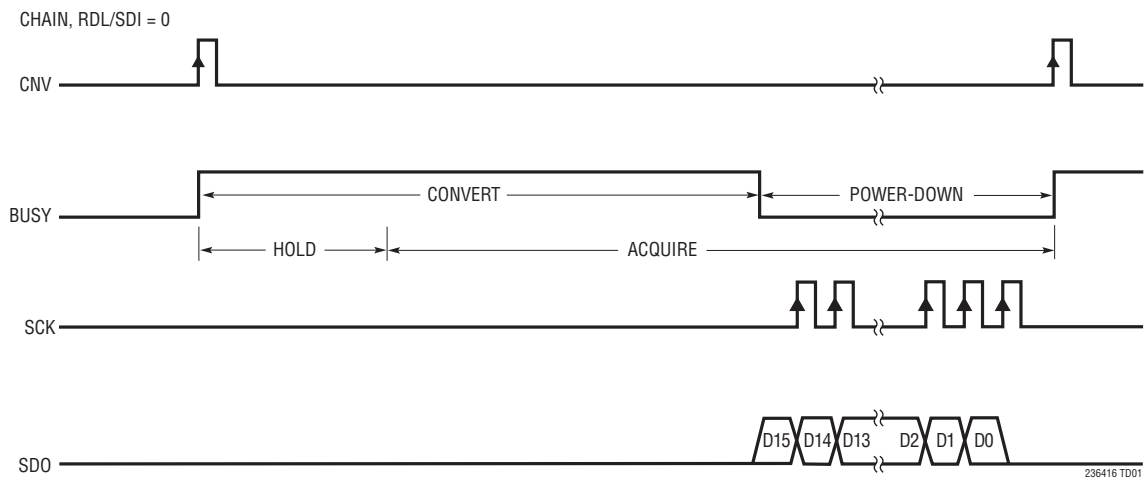 CHAIN, RDL/SDI = 0
CNV
CONVERT
POWER-DOWN
BUSY
HOLD
ACQUIRE
SCK
D15 D14 D13 D2 D1 D0
SDO
236416 TD01